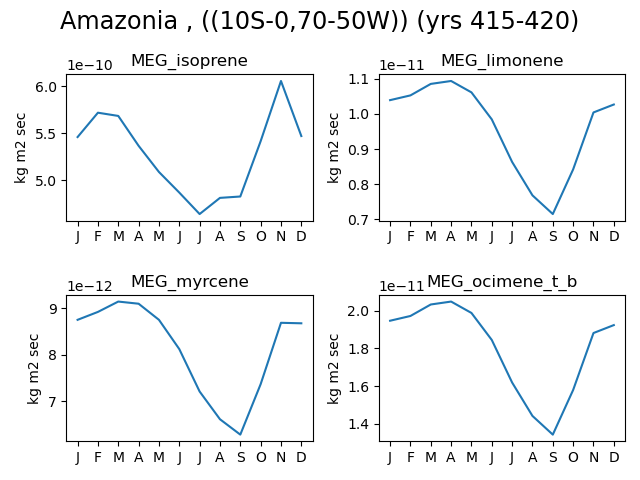 Amazonia , ((10S-0,70-50W)) (yrs 415-420)
1e−10 MEG_isoprene
6.0
5.5
5.0
kg m2 sec
J F M A M J J A S O N D
1e−11 MEG_limonene
1.1
1.0
0.9
0.8
0.7
kg m2 sec
J F M A M J J A S O N D
1e−12 MEG_myrcene
9
8
7
kg m2 sec
J F M A M J J A S O N D
1e−11 MEG_ocimene_t_b
2.0
1.8
1.6
1.4
kg m2 sec
J F M A M J J A S O N D